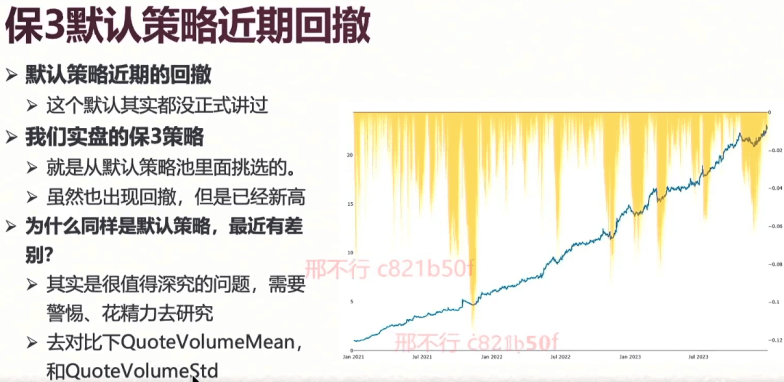 保3默认策略近期回撤
➢ 默认策略近期的回撤
➢ 这个默认其实都没正式讲过
➢ 我们实盘的保3策略
➢ 就是从默认策略池里面挑选的。
➢ 虽然也出现回撤，但是已经新高
➢ 为什么同样是默认策略，最近有差
别？
➢ 其实是很值得深究的问题，需要
警惕、花精力去研究
➢ 去对比下QuoteVolumeMean，
和QuoteVolumeStd
0
-0.02
-0.04
-0.06
-0.08
-0.1
-0.12
20
15
10
5
0
Jan 2021
Jul 2021
Jan 2022
Jul 2022
Jan 2023
Jul 2023
邢不行 c821b50f
邢不行 c821b50f